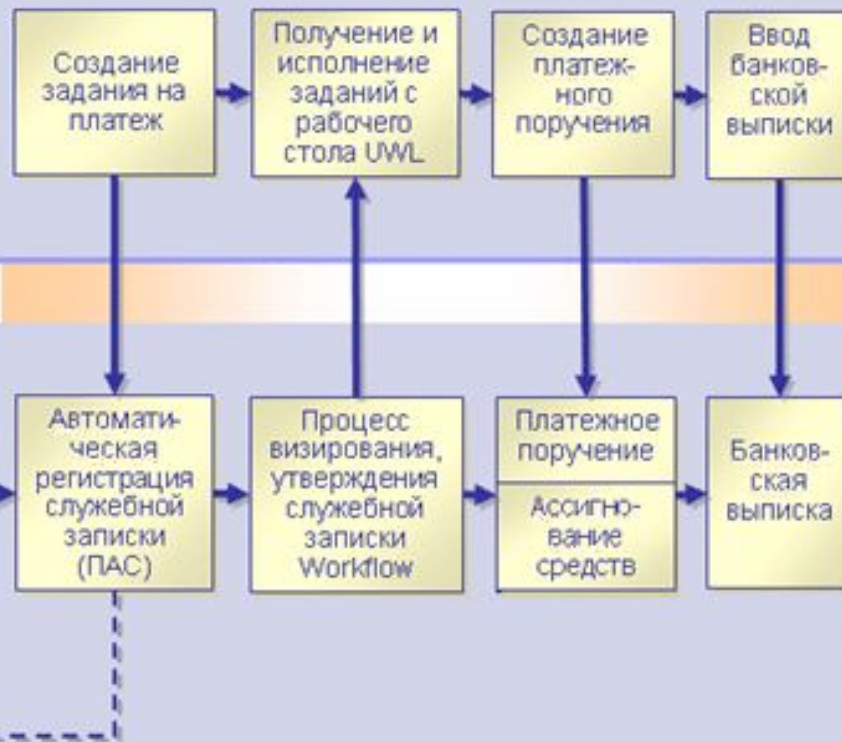 Создание
задания на
платеж
Получение и
исполнение
заданий с
рабочего
стола UWL
Создание
платеж-
ного
поручения
Ввод
банков-
ской
выписки
Автомати-
ческая
регистрация
служебной
записки
(ПАС)
Процесс
визирования,
утверждения
служебной
записки
Workflow
Платежное
поручение
Ассигно-
вание
средств
Банков-
ская
выписка